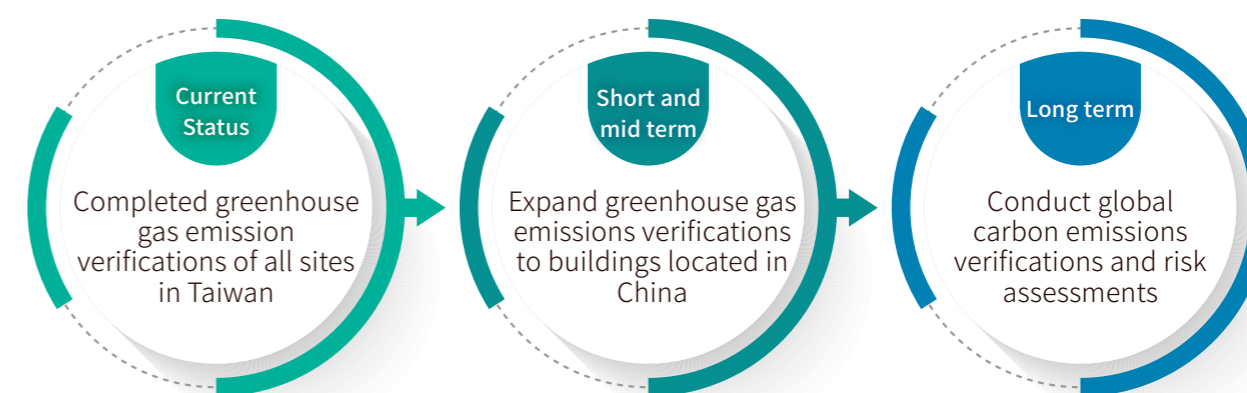 Current
Status
Completed greenhouse
gas emission
verifications of all sites
in Taiwan
Short and
mid term
Expand greenhouse gas
emissions verifications
to buildings located in
China
Long term
Conduct global
carbon emissions
verifications and risk
assessments